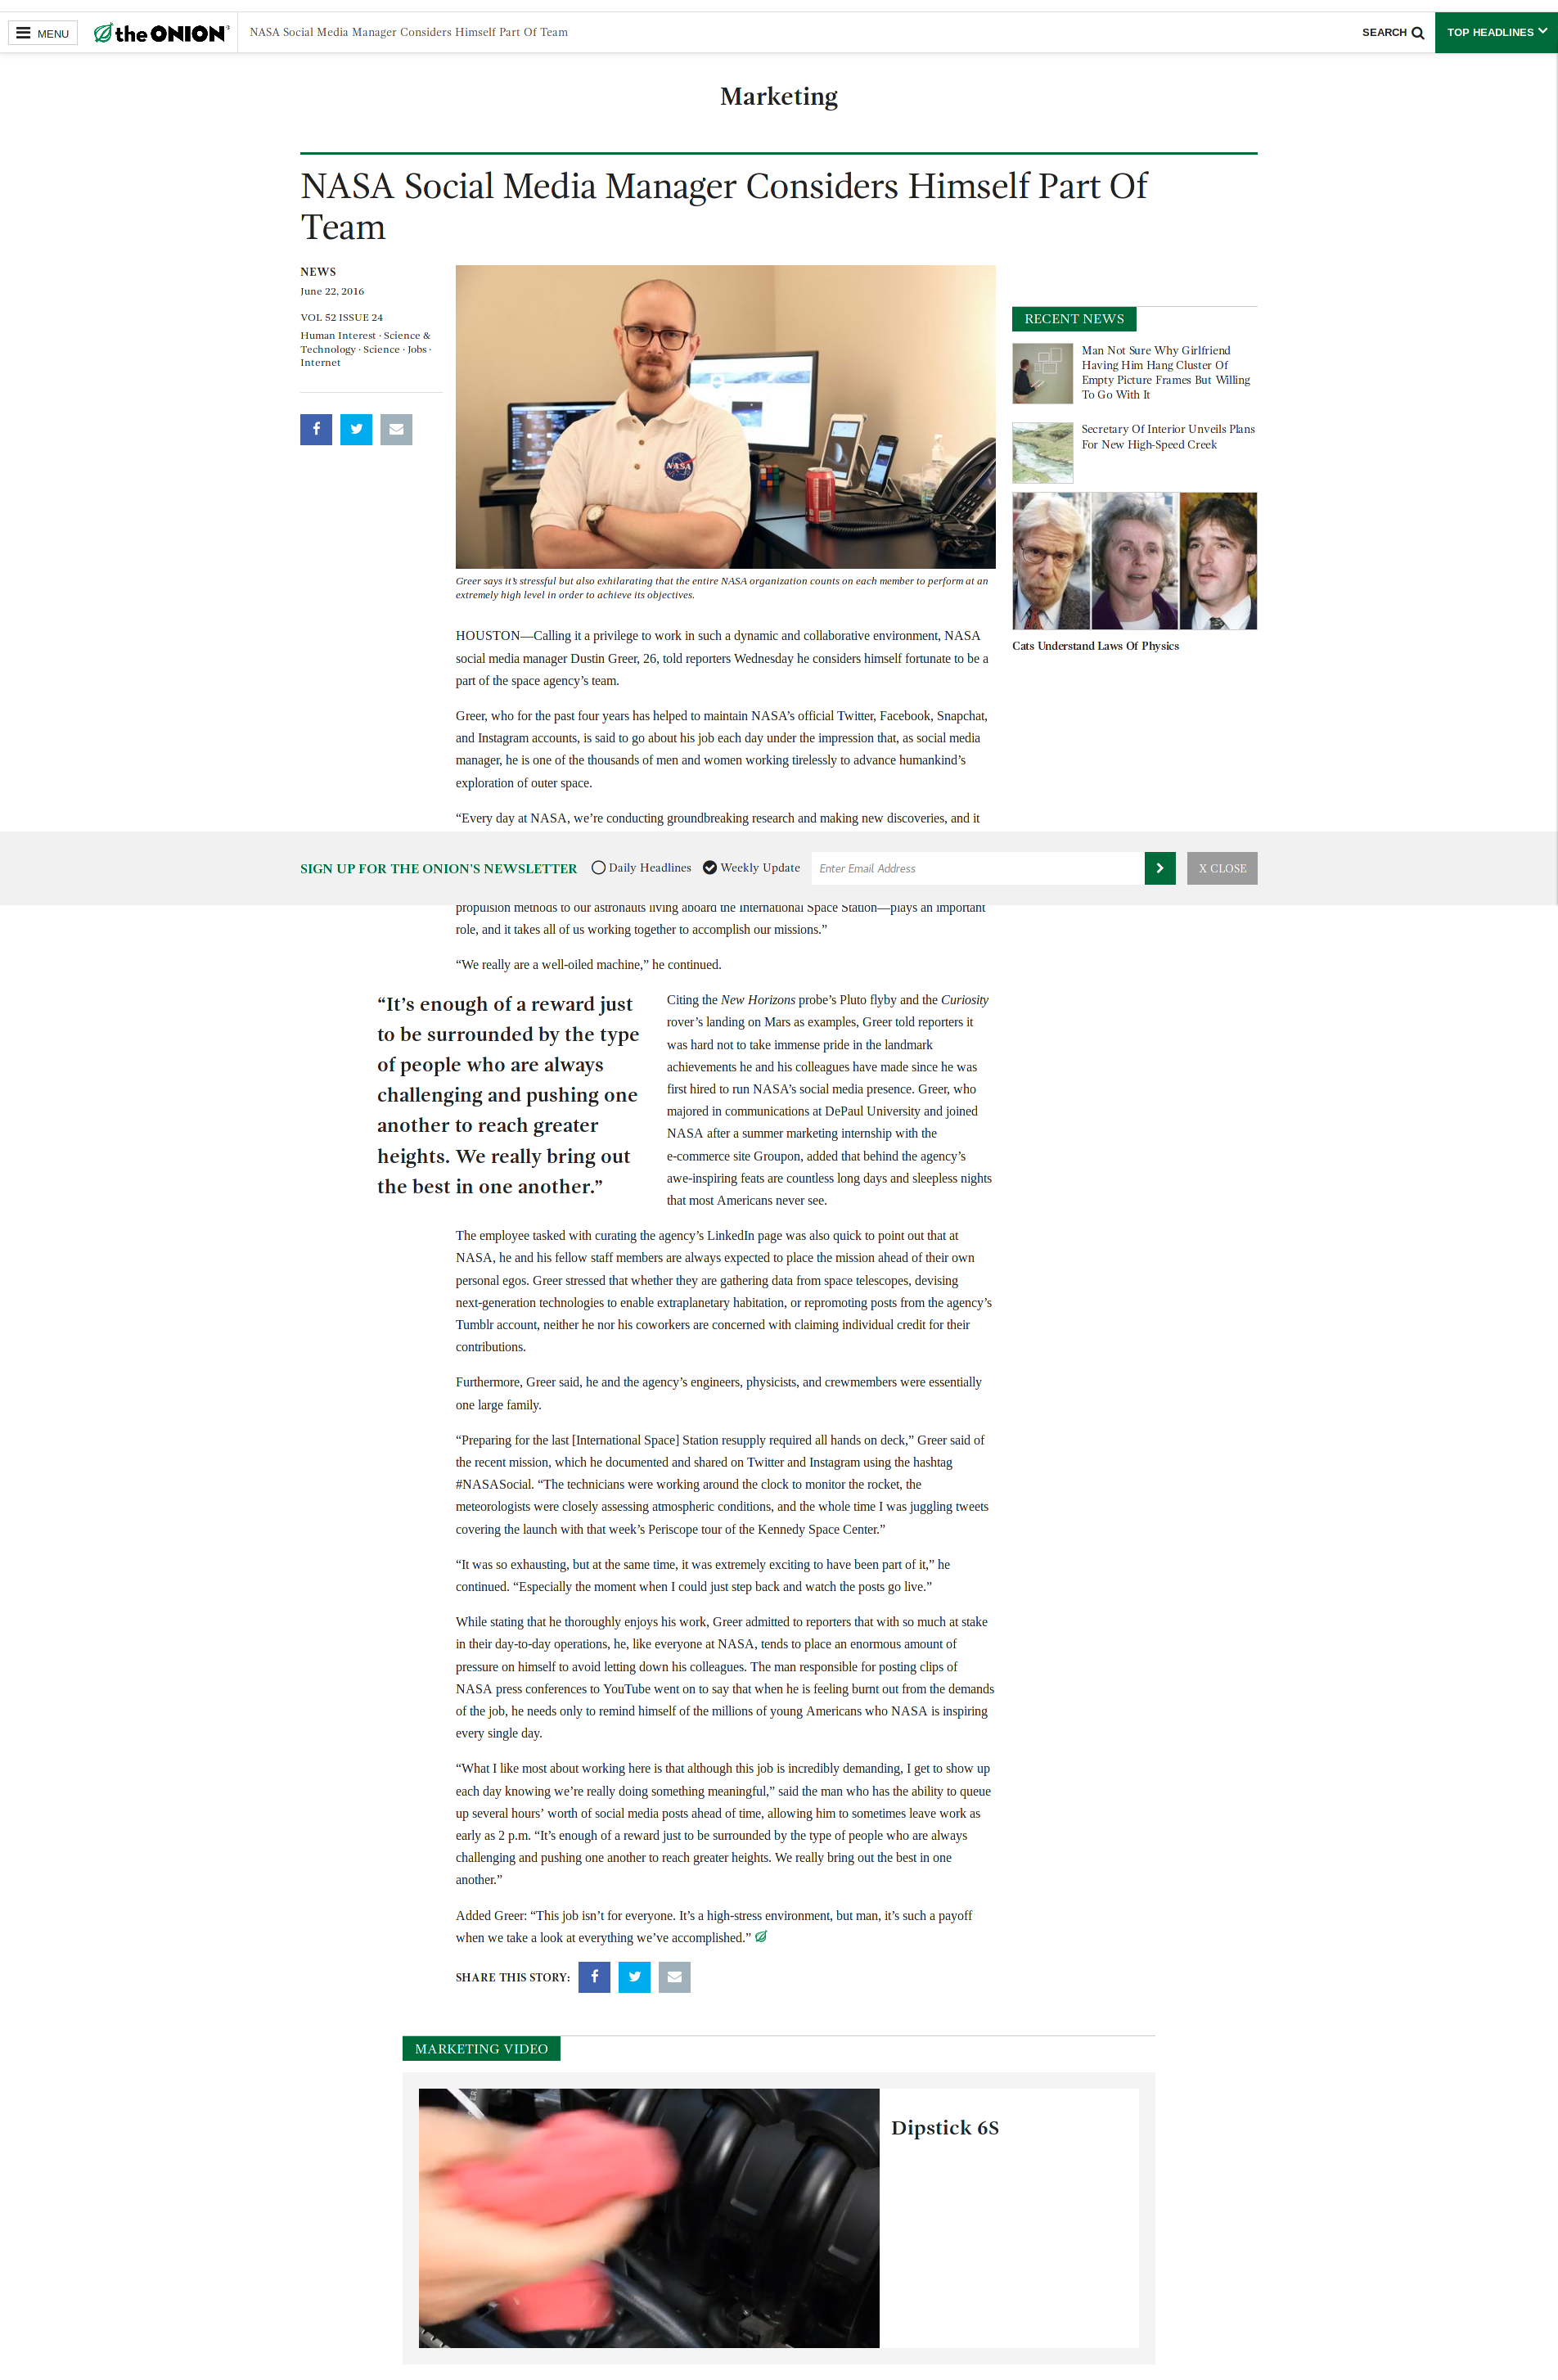 MENU
the ONION®
NASA Social Media Manager Considers Himself Part Of Team
SEARCH
TOP HEADLINES
Marketing
NASA Social Media Manager Considers Himself Part Of
Team
NEWS
June 22, 2016
VOL 52 ISSUE 24
Human Interest · Science &
Technology · Science · Jobs ·
Internet
NASA
Greer says it’s stressful but also exhilarating that the entire NASA organization counts on each member to perform at an
extremely high level in order to achieve its objectives.
RECENT NEWS
Man Not Sure Why Girlfriend
Having Him Hang Cluster Of
Empty Picture Frames But Willing
To Go With It
Secretary Of Interior Unveils Plans
For New High-Speed Creek
Cats Understand Laws Of Physics
HOUSTON—Calling it a privilege to work in such a dynamic and collaborative environment, NASA
social media manager Dustin Greer, 26, told reporters Wednesday he considers himself fortunate to be a
part of the space agency’s team.
Greer, who for the past four years has helped to maintain NASA’s official Twitter, Facebook, Snapchat,
and Instagram accounts, is said to go about his job each day under the impression that, as social media
manager, he is one of the thousands of men and women working tirelessly to advance humankind’s
exploration of outer space.
“Every day at NASA, we’re conducting groundbreaking research and making new discoveries, and it
SIGN UP FOR THE ONION'S NEWSLETTER
Daily Headlines
Weekly Update
Enter Email Address
X CLOSE
propulsion methods to our astronauts living aboard the International Space Station—plays an important
role, and it takes all of us working together to accomplish our missions.”
“We really are a well-oiled machine,” he continued.
“It’s enough of a reward just
to be surrounded by the type
of people who are always
challenging and pushing one
another to reach greater
heights. We really bring out
the best in one another.”
Citing the New Horizons probe’s Pluto flyby and the Curiosity
rover’s landing on Mars as examples, Greer told reporters it
was hard not to take immense pride in the landmark
achievements he and his colleagues have made since he was
first hired to run NASA’s social media presence. Greer, who
majored in communications at DePaul University and joined
NASA after a summer marketing internship with the
e-commerce site Groupon, added that behind the agency’s
awe-inspiring feats are countless long days and sleepless nights
that most Americans never see.
The employee tasked with curating the agency’s LinkedIn page was also quick to point out that at
NASA, he and his fellow staff members are always expected to place the mission ahead of their own
personal egos. Greer stressed that whether they are gathering data from space telescopes, devising
next-generation technologies to enable extraplanetary habitation, or repromoting posts from the agency’s
Tumblr account, neither he nor his coworkers are concerned with claiming individual credit for their
contributions.
Furthermore, Greer said, he and the agency’s engineers, physicists, and crewmembers were essentially
one large family.
“Preparing for the last [International Space] Station resupply required all hands on deck,” Greer said of
the recent mission, which he documented and shared on Twitter and Instagram using the hashtag
#NASASocial. “The technicians were working around the clock to monitor the rocket, the
meteorologists were closely assessing atmospheric conditions, and the whole time I was juggling tweets
covering the launch with that week’s Periscope tour of the Kennedy Space Center.”
“It was so exhausting, but at the same time, it was extremely exciting to have been part of it,” he
continued. “Especially the moment when I could just step back and watch the posts go live.”
While stating that he thoroughly enjoys his work, Greer admitted to reporters that with so much at stake
in their day-to-day operations, he, like everyone at NASA, tends to place an enormous amount of
pressure on himself to avoid letting down his colleagues. The man responsible for posting clips of
NASA press conferences to YouTube went on to say that when he is feeling burnt out from the demands
of the job, he needs only to remind himself of the millions of young Americans who NASA is inspiring
every single day.
“What I like most about working here is that although this job is incredibly demanding, I get to show up
each day knowing we’re really doing something meaningful,” said the man who has the ability to queue
up several hours’ worth of social media posts ahead of time, allowing him to sometimes leave work as
early as 2 p.m. “It’s enough of a reward just to be surrounded by the type of people who are always
challenging and pushing one another to reach greater heights. We really bring out the best in one
another.”
Added Greer: “This job isn’t for everyone. It’s a high-stress environment, but man, it’s such a payoff
when we take a look at everything we’ve accomplished.”
SHARE THIS STORY:
MARKETING VIDEO
Dipstick 6S